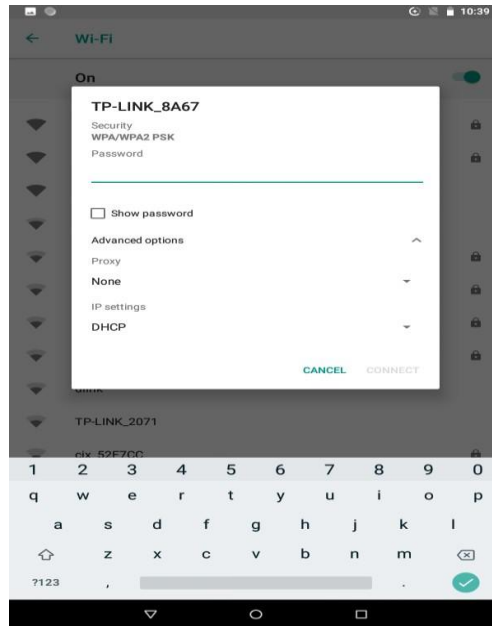 10:39
Wi-Fi
On
TP-LINK_8A67
Security
WPA/WPA2 PSK
Password
Show password
Advanced options
Proxy
None
IP settings
DHCP
CANCEL CONNECT
TP-LINK_2071
cix_52F7CC
1 2 3 4 5 6 7 8 9 0
q w e r t y u i o p
a s d f g h j k l
z x c v b n m
?123 , .